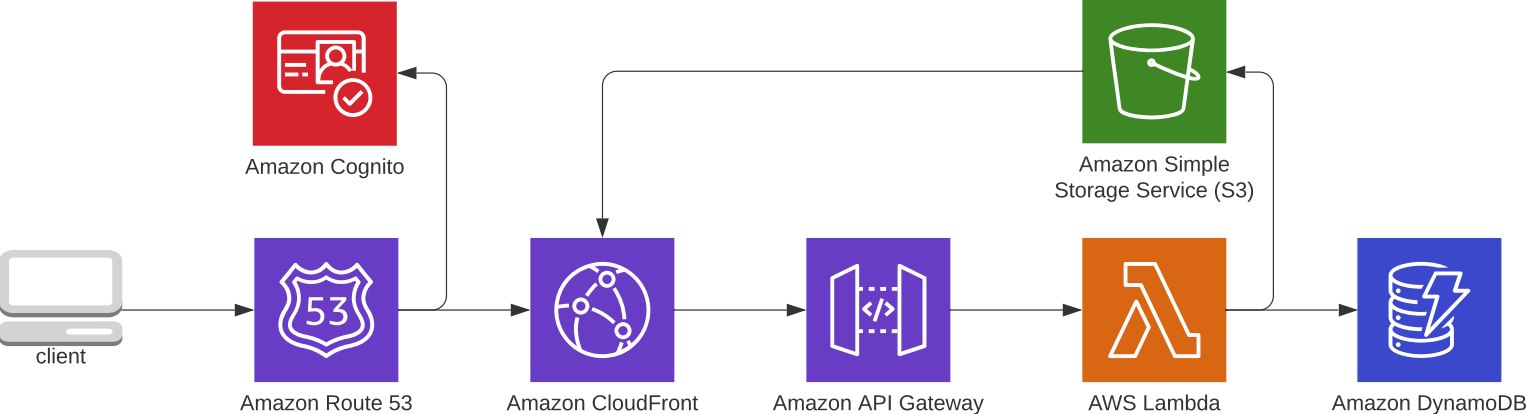 Amazon Cognito
Amazon Simple
Storage Service (S3)
53
</>
client
Amazon Route 53
Amazon CloudFront
Amazon API Gateway
AWS Lambda
Amazon DynamoDB